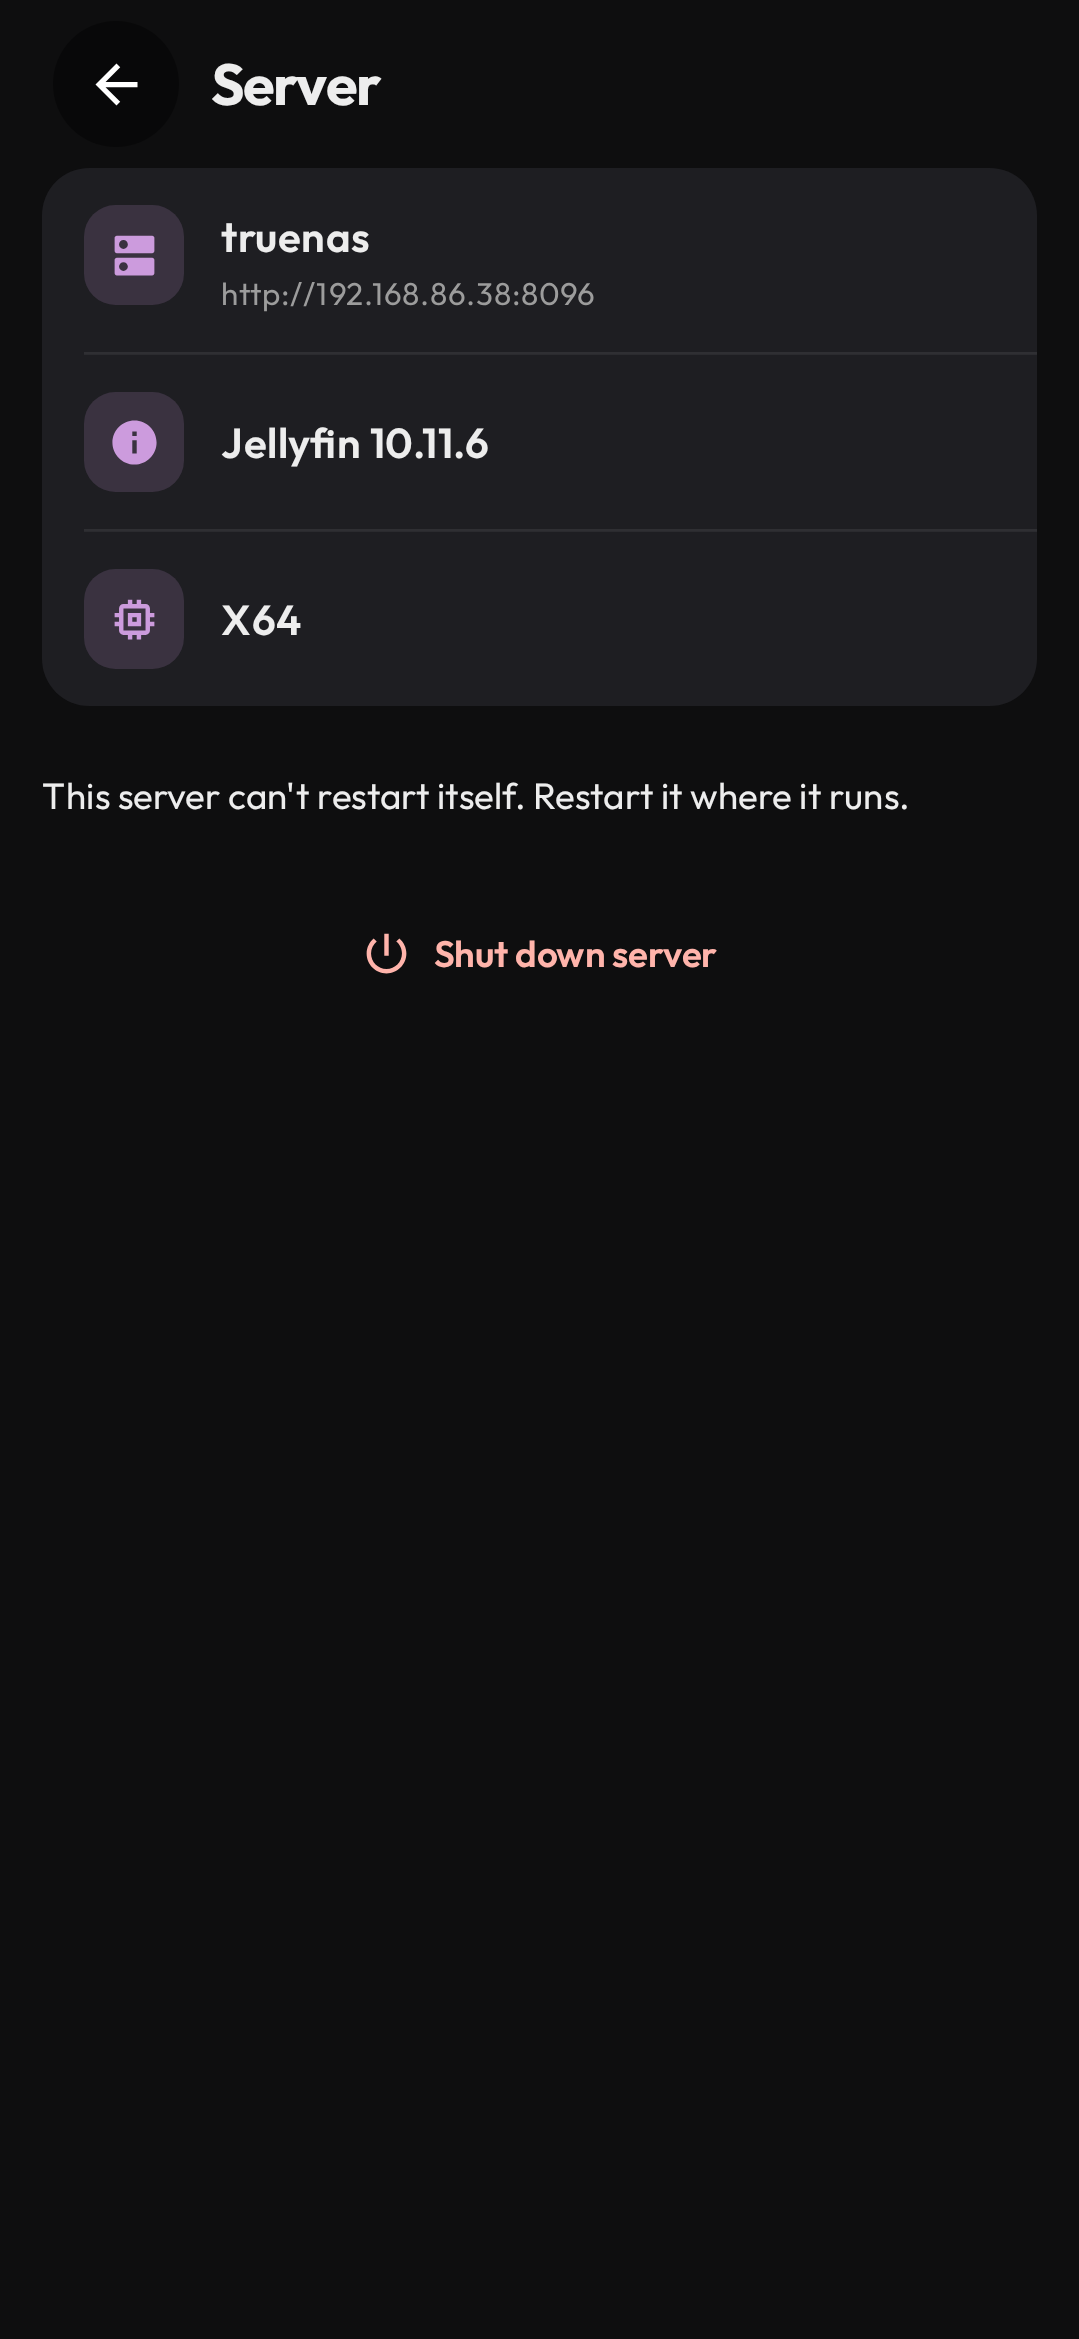 Server
truenas
http://192.168.86.38:8096
Jellyfin 10.11.6
X64
This server can't restart itself. Restart it where it runs.
Shut down server